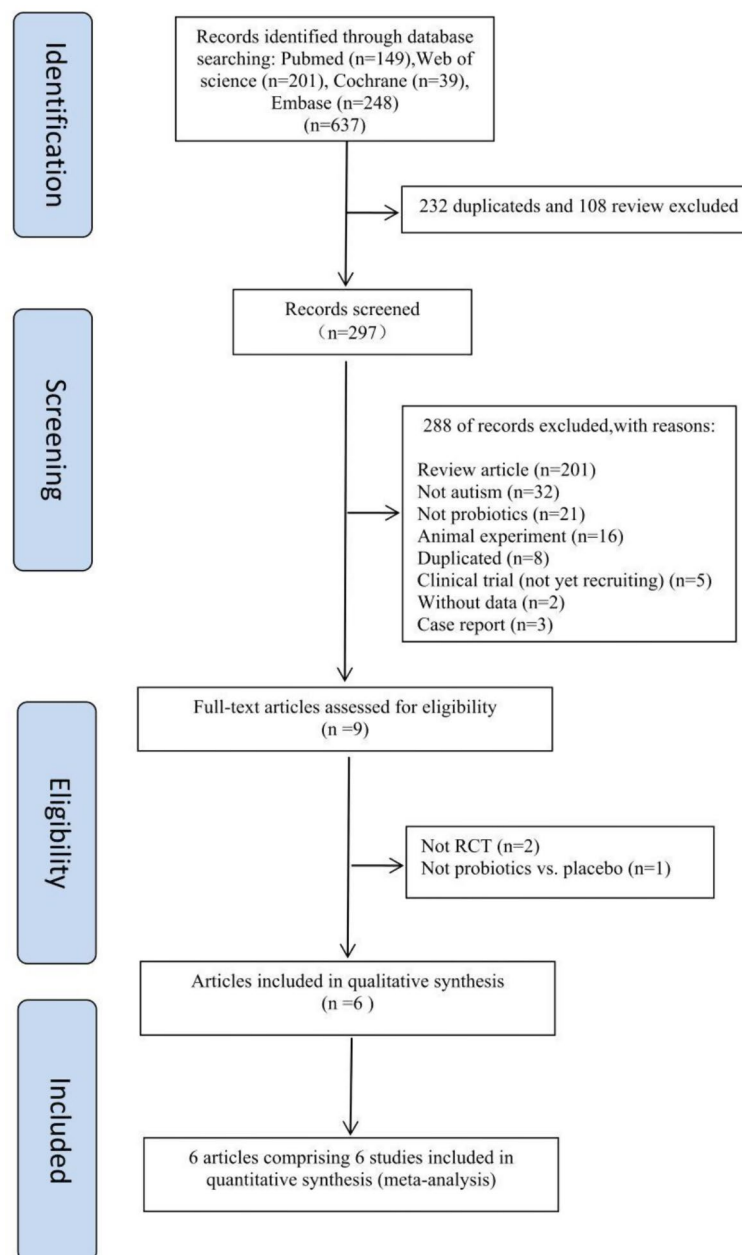 Identification
Records identified through database
searching: Pubmed (n=149),Web of
science (n=201), Cochrane (n=39),
Embase (n=248)
(n=637)
232 duplicateds and 108 review excluded
Screening
Records screened
（n=297）
288 of records excluded,with reasons:
Review article (n=201)
Not autism (n=32)
Not probiotics (n=21)
Animal experiment (n=16)
Duplicated (n=8)
Clinical trial (not yet recruiting) (n=5)
Without data (n=2)
Case report (n=3)
Eligibility
Full-text articles assessed for eligibility
(n =9)
Not RCT (n=2)
Not probiotics vs. placebo (n=1)
Articles included in qualitative synthesis
(n =6 )
Included
6 articles comprising 6 studies included in
quantitative synthesis (meta-analysis)